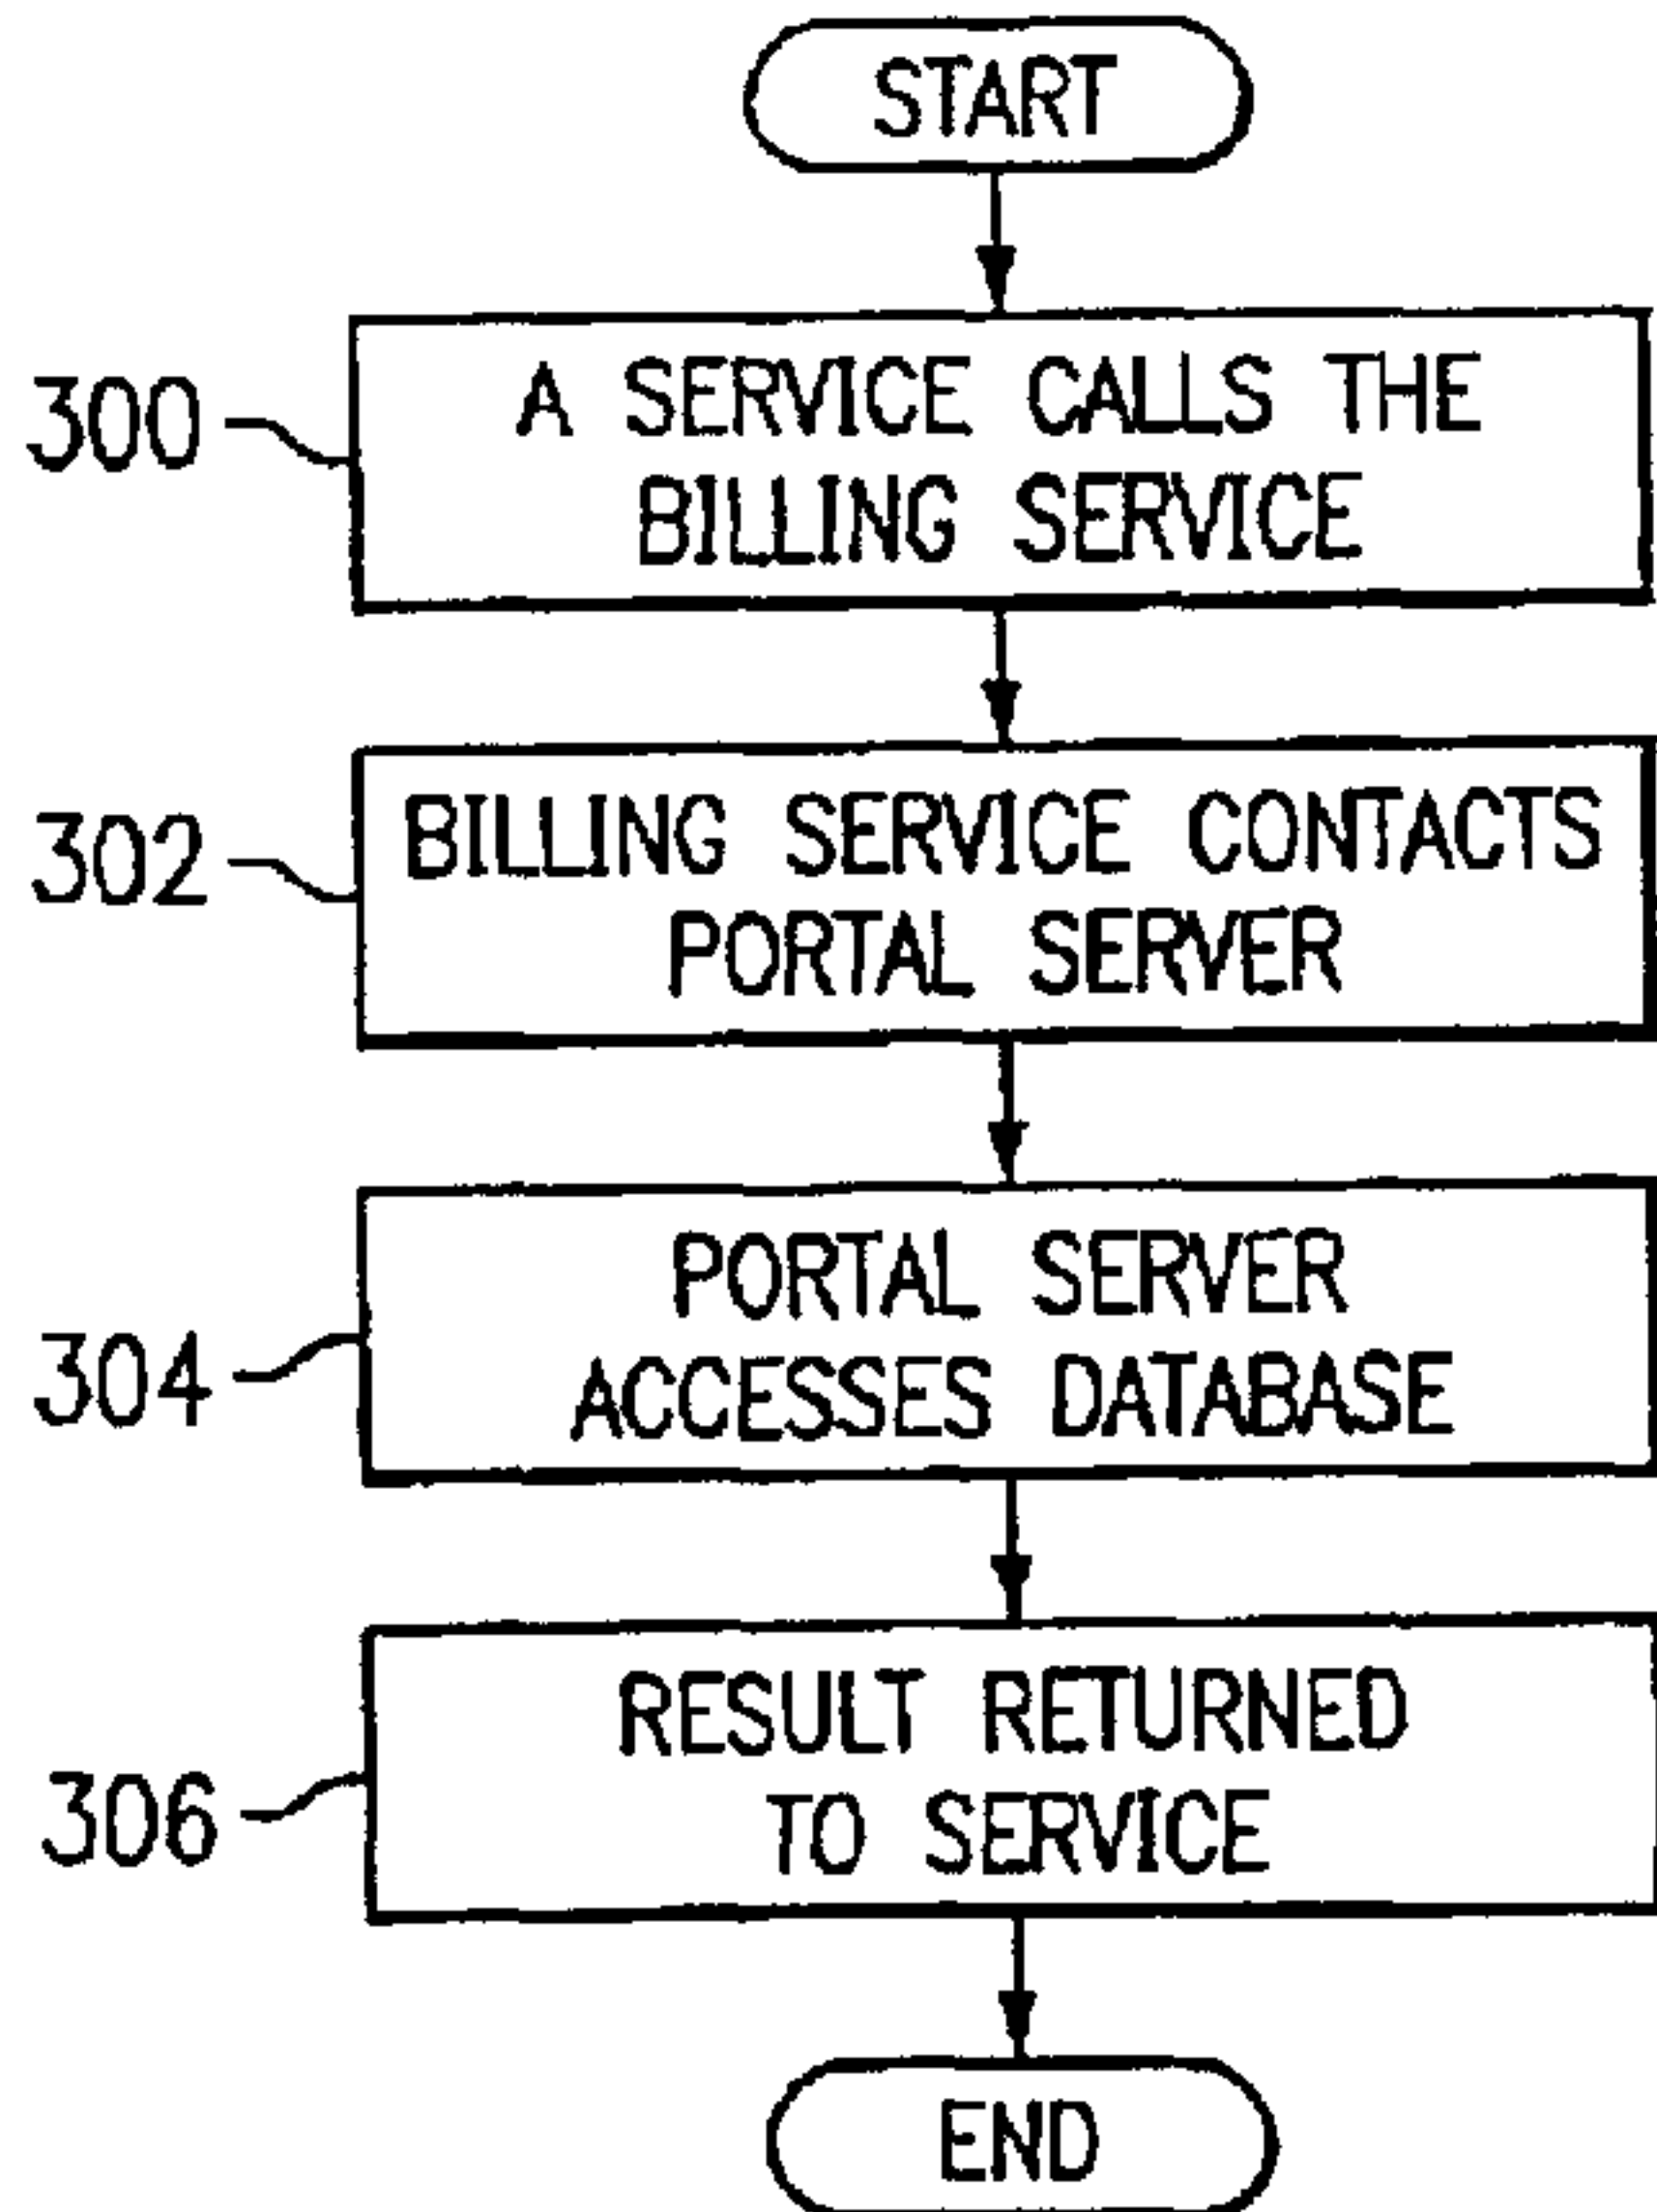 START
300
A SERVICE CALLS THE
BILLING SERVICE
302
BILLING SERVICE CONTACTS
PORTAL SERVER
304
PORTAL SERVER
ACCESSES DATABASE
306
RESULT RETURNED
TO SERVICE
END